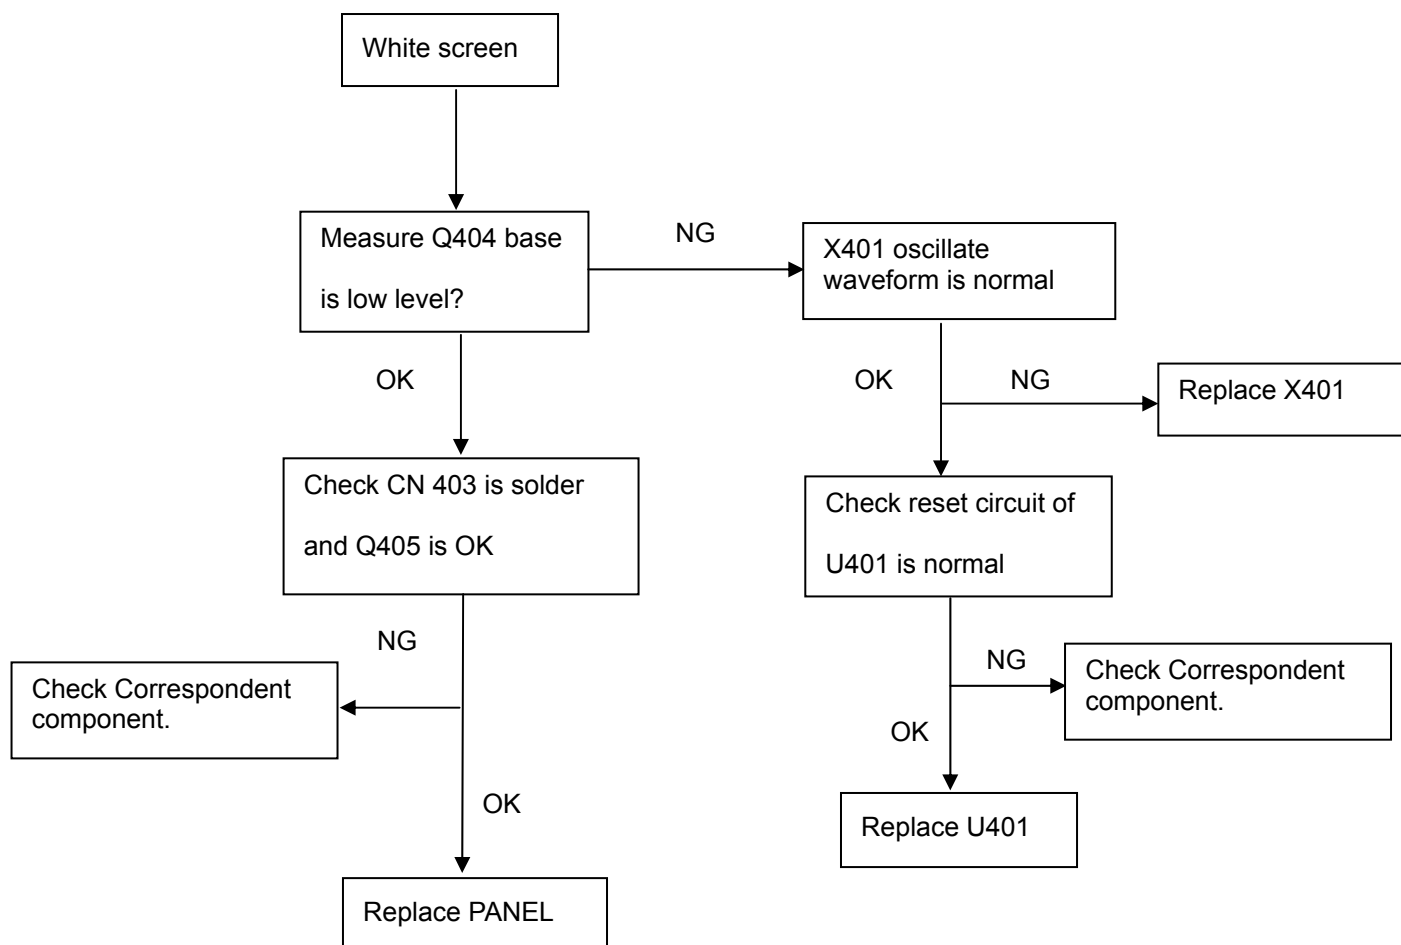 White screen
Measure Q404 base
is low level?
NG
X401 oscillate
waveform is normal
OK
OK
NG
Replace X401
Check CN 403 is solder
and Q405 is OK
Check reset circuit of
U401 is normal
NG
NG
Check Correspondent
component.
Check Correspondent
component.
OK
OK
Replace U401
Replace PANEL